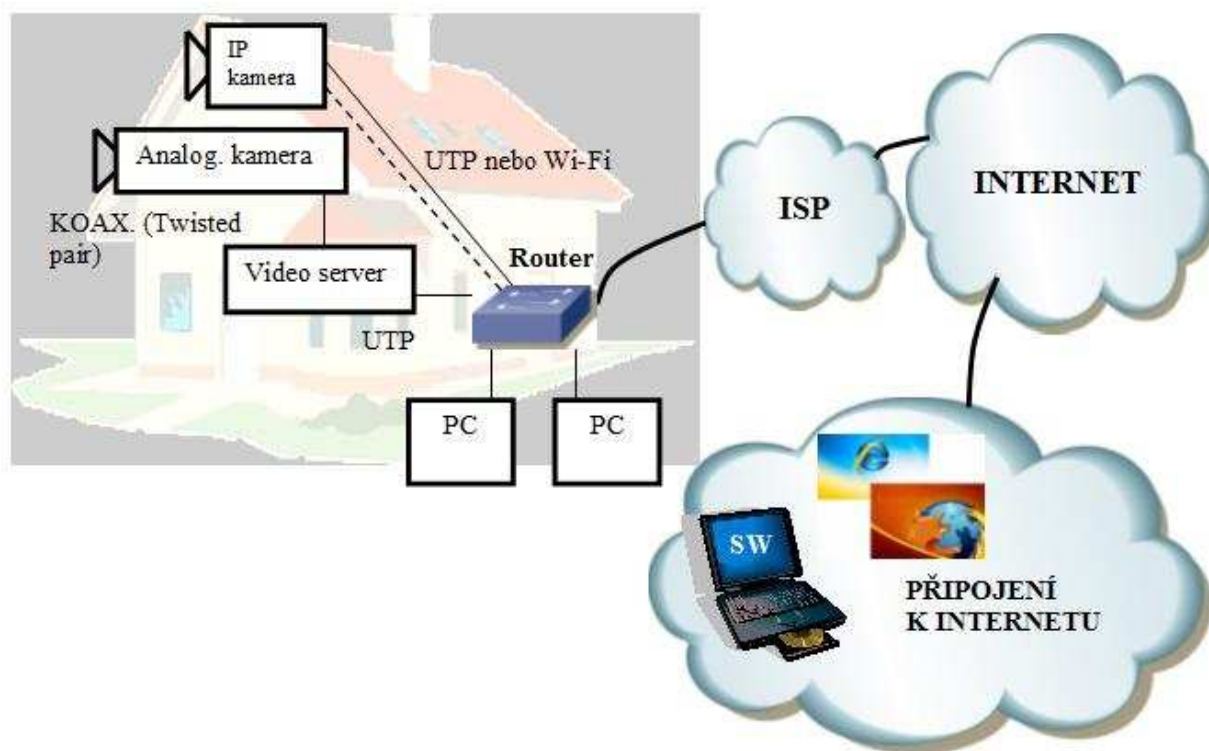 IP
kamera
Analog. kamera
UTP nebo Wi-Fi
KOAX. (Twisted
pair)
Video server
Router
UTP
PC
PC
ISP
INTERNET
SW
PŘIPOJENÍ
K INTERNETU